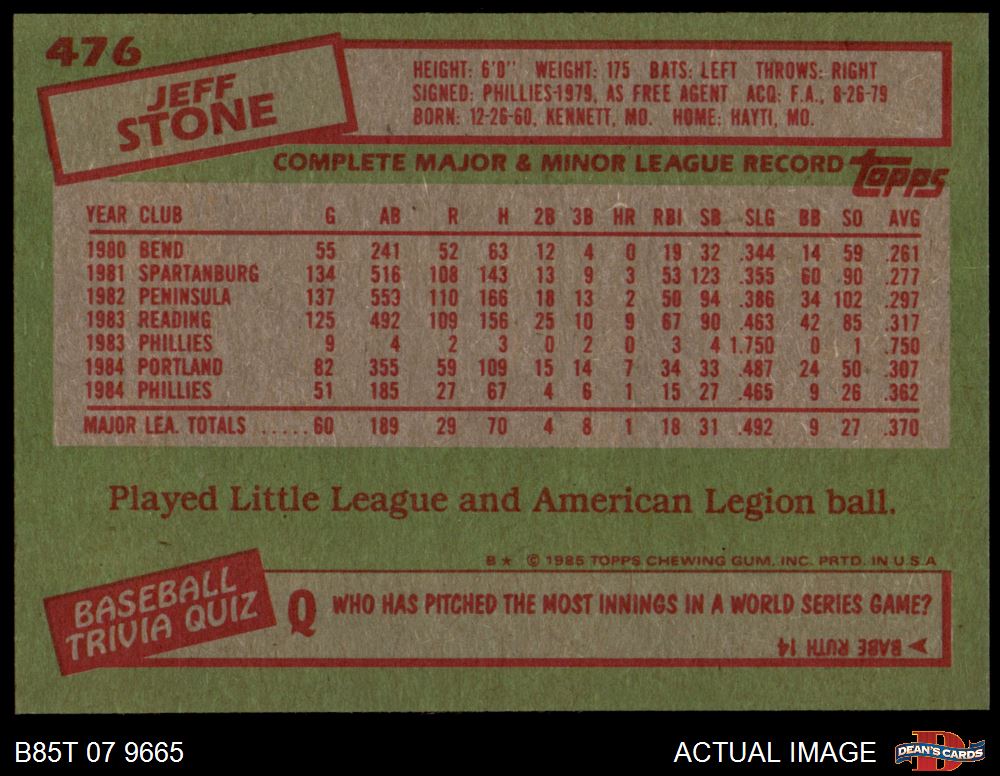 476
JEFF
STONE
HEIGHT: 6'0" WEIGHT: 175 BATS: LEFT THROWS: RIGHT
SIGNED: PHILLIES-1979, AS FREE AGENT ACQ: F.A., 8-26-79
BORN: 12-26-60, KENNETT, MO. HOME: HAYTI, MO.
COMPLETE MAJOR & MINOR LEAGUE RECORD topps
YEAR CLUB G AB R H 2B 3B HR RBI SB SLG BB SO AVG
1980 BEND 55 241 52 63 12 4 0 19 32 .344 14 59 .261
1981 SPARTANBURG 134 516 108 143 13 9 3 53 123 .355 60 90 .277
1982 PENINSULA 137 553 110 166 18 13 2 50 94 .386 34 102 .297
1983 READING 125 492 109 156 25 10 9 67 90 .463 42 85 .317
1983 PHILLIES 9 4 2 3 0 2 0 3 4 1.750 0 1 .750
1984 PORTLAND 82 355 59 109 15 14 7 34 33 .487 24 50 .307
1984 PHILLIES 51 185 27 67 4 6 1 15 27 .465 9 26 .362
MAJOR LEA. TOTALS .....60 189 29 70 4 8 1 18 31 .492 9 27 .370
Played Little League and American Legion ball.
B★ © 1985 TOPPS CHEWING GUM, INC. PRTD. IN U.S.A
BASEBALL
TRIVIA QUIZ
Q WHO HAS PITCHED THE MOST INNINGS IN A WORLD SERIES GAME?
➤ BABE RUTH 14
B85T 07 9665
ACTUAL IMAGE
D
DEAN'S CARDS